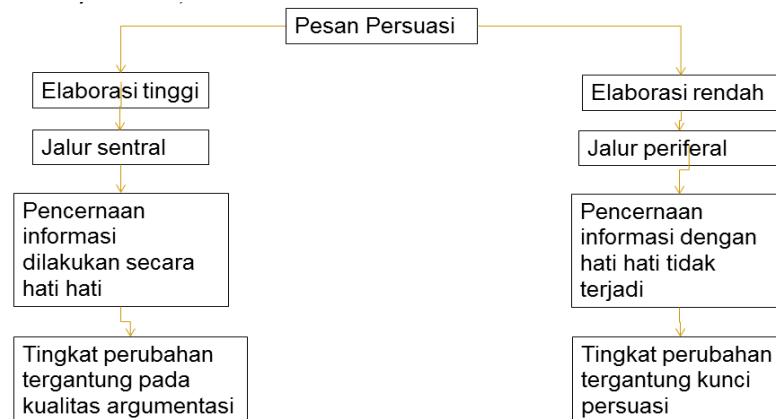 Pesan Persuasi
Elaborasi tinggi
Jalur sentral
Pencernaan
informasi
dilakukan secara
hati hati
Tingkat perubahan
tergantung pada
kualitas argumentasi
Elaborasi rendah
Jalur periferal
Pencernaan
informasi dengan
hati hati tidak
terjadi
Tingkat perubahan
tergantung kunci
persuasi